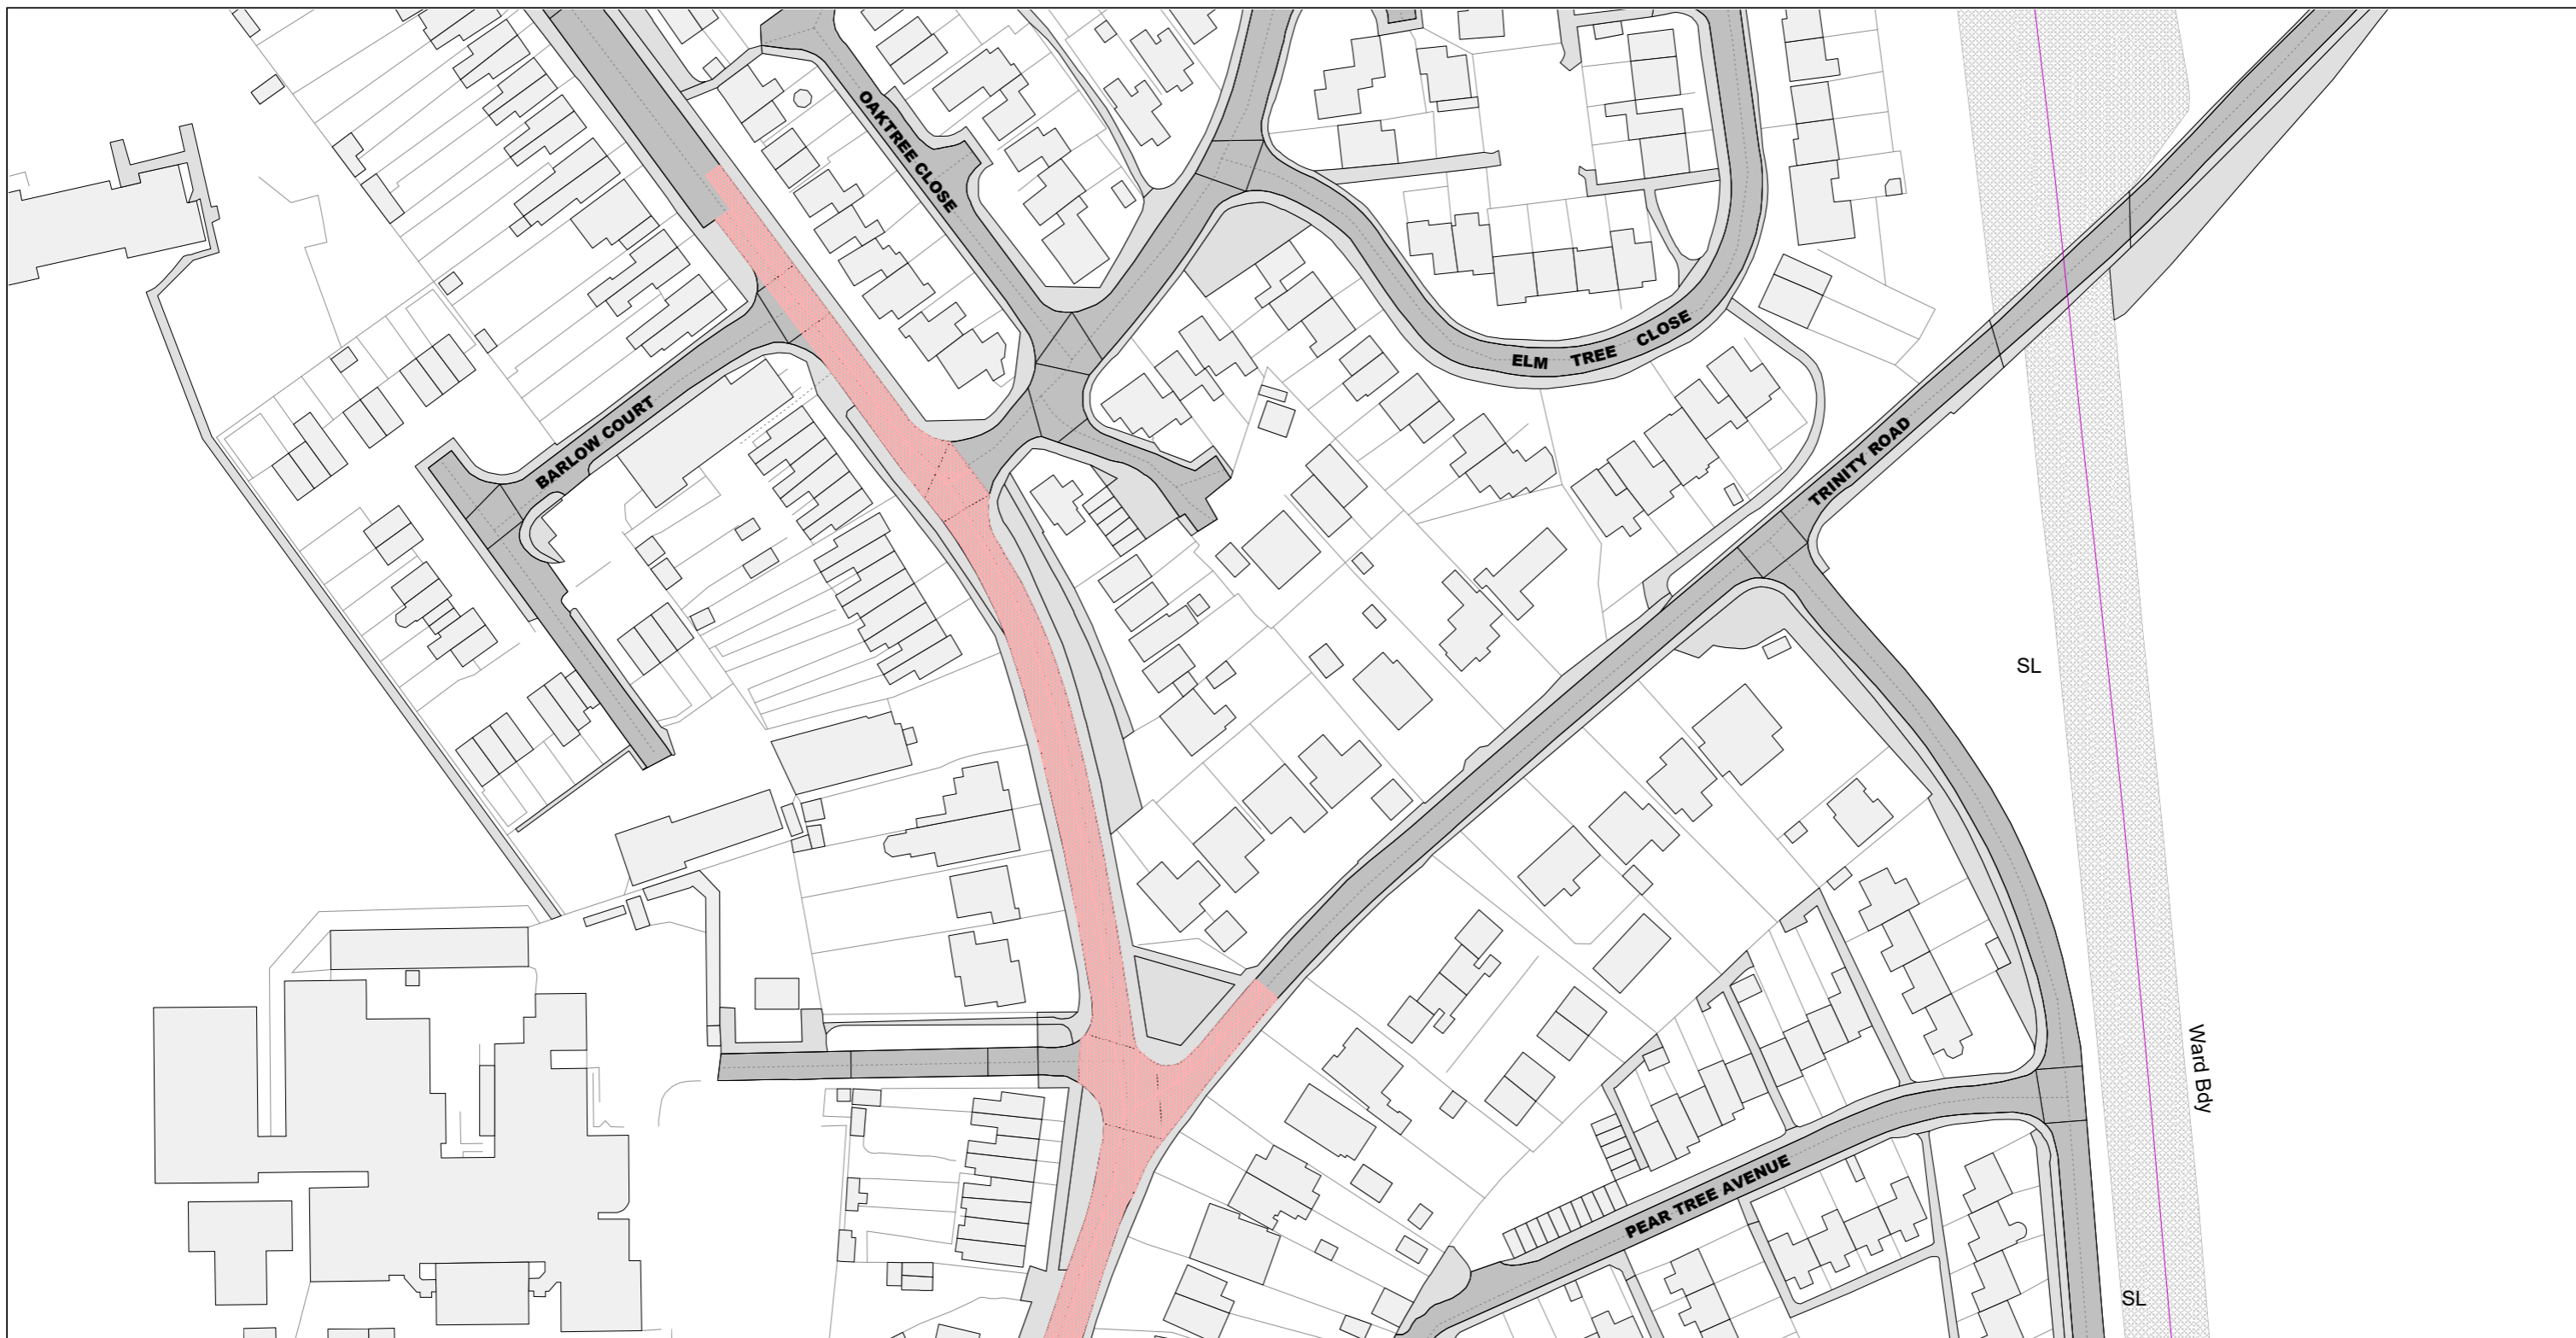 OAKTREE CLOSE
ELM TREE CLOSE
BARLOW COURT
TRINITY ROAD
SL
Ward Bdy
PEAR TREE AVENUE
SL